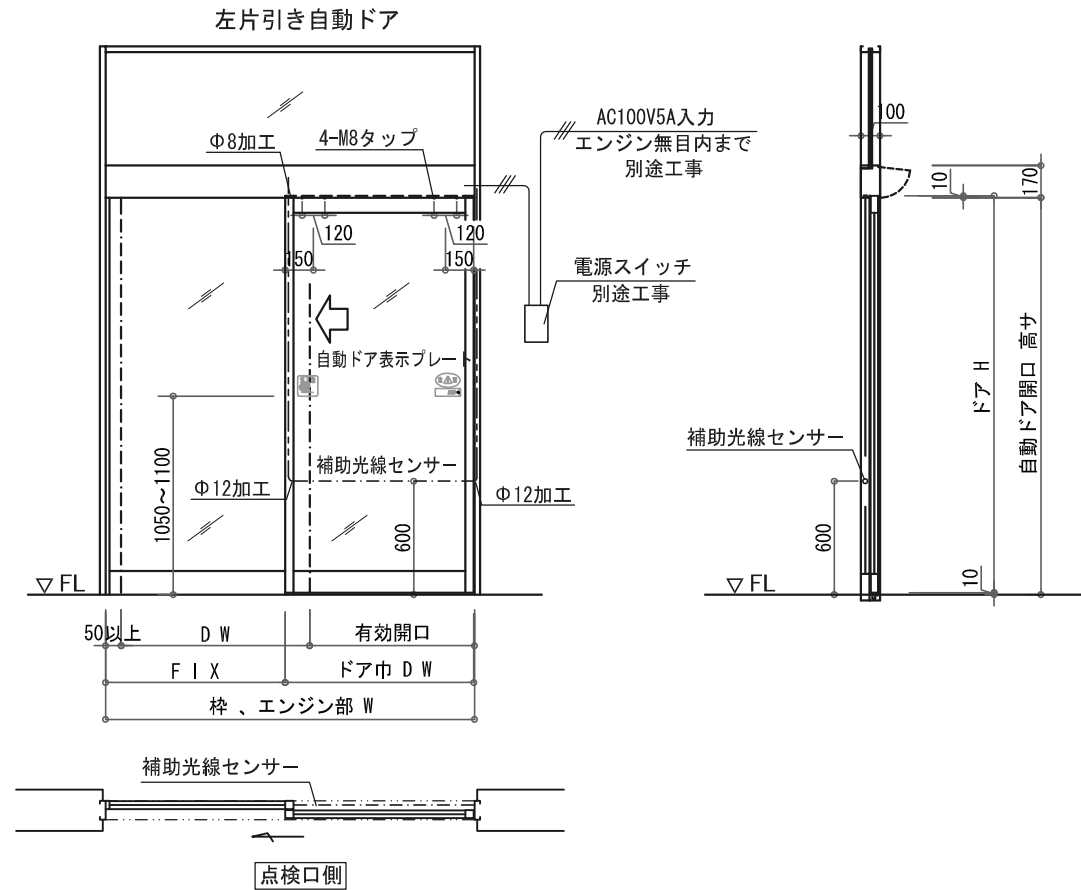 左片引き自動ドア
Φ8加工
4-M8タップ
AC100V5A入力
エンジン無目内まで
別途工事
100
10
170
120
120
150
150
電源スイッチ
別途工事
自動ドア表示プレート
補助光線センサー
Φ12加工
Φ12加工
1050～1100
600
補助光線センサー
600
ドア H
自動ドア開口 高サ
10
▽ FL
▽ FL
50以上
D W
有効開口
F I X
ドア巾 D W
枠 、エンジン部 W
補助光線センサー
点検口側